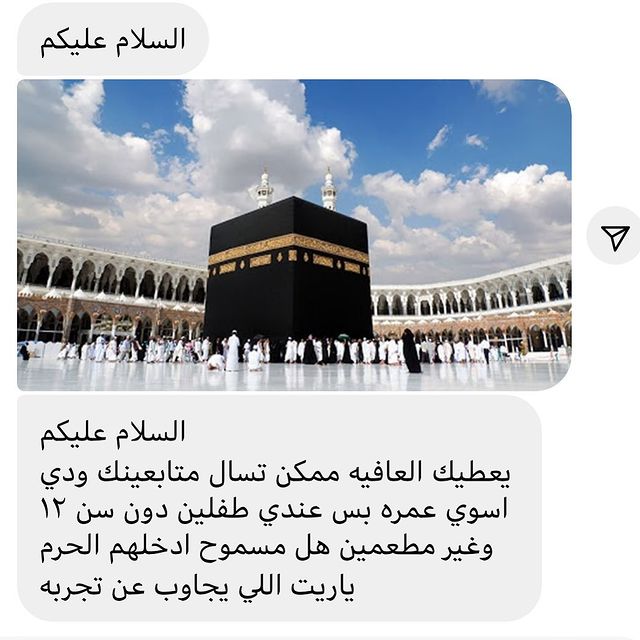 السلام عليكم
السلام عليكم
يعطيك العافيه ممكن تسال متابعينك ودي
اسوي عمره بس عندي طفلين دون سن ١٢
وغير مطعمين هل مسموح ادخلهم الحرم
ياريت اللي يجاوب عن تجربه